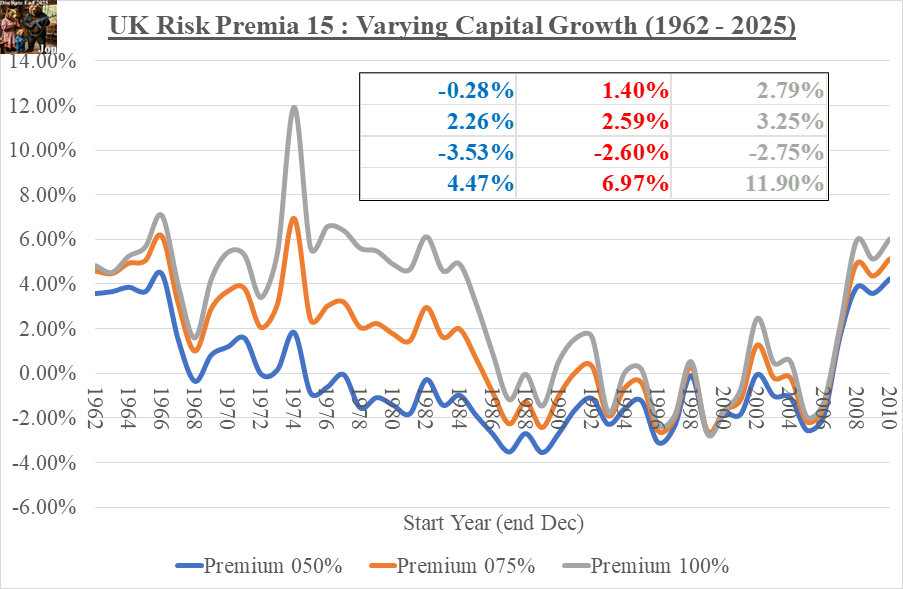 DiscRate End 2025
Jon
UK Risk Premia 15 : Varying Capital Growth (1962 - 2025)
14.00%
12.00%
10.00%
8.00%
6.00%
4.00%
2.00%
0.00%
-2.00%
-4.00%
-6.00%
-0.28% 1.40% 2.79%
2.26% 2.59% 3.25%
-3.53% -2.60% -2.75%
4.47% 6.97% 11.90%
1962 1964 1966 1968 1970 1972 1974 1976 1978 1980 1982 1984 1986 1988 1990 1992 1994 1996 1998 2000 2002 2004 2006 2008 2010
Start Year (end Dec)
Premium 050% Premium 075% Premium 100%